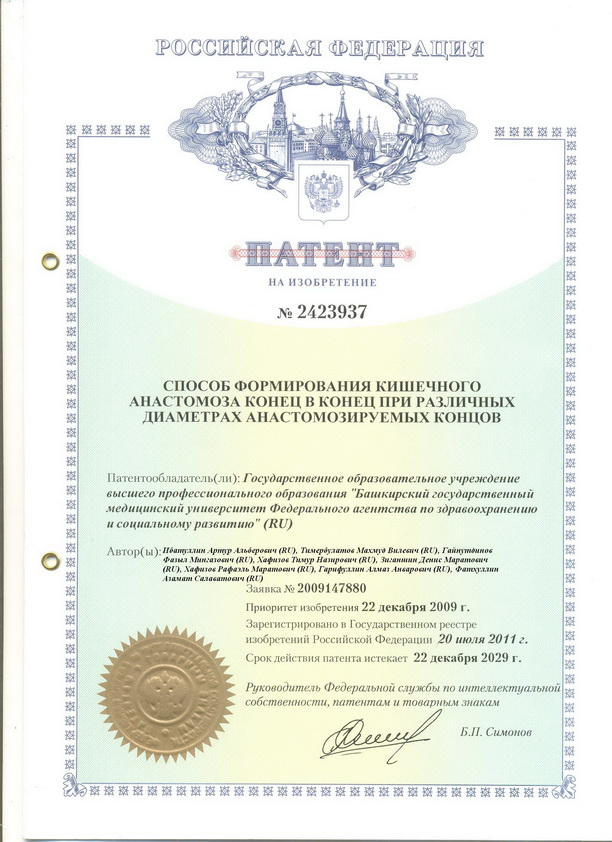 РОССИЙСКАЯ ФЕДЕРАЦИЯ
ПАТЕНТ
НА ИЗОБРЕТЕНИЕ
№ 2423937
СПОСОБ ФОРМИРОВАНИЯ КИШЕЧНОГО
АНАСТОМОЗА КОНЕЦ В КОНЕЦ ПРИ РАЗЛИЧНЫХ
ДИАМЕТРАХ АНАСТОМОЗИРУЕМЫХ КОНЦОВ
Патентообладатель(ли): Государственное образовательное учреждение
высшего профессионального образования "Башкирский государственный
медицинский университет Федерального агентства по здравоохранению
и социальному развитию" (RU)
Автор(ы): Ибатуллин Артур Альберович (RU), Тимербулатов Махмуд Вилевич (RU), Гайнутдинов
Фазыл Мингазович (RU), Хафизов Тимур Назирович (RU), Зиганшин Денис Маратович
(RU), Хафизов Рафаэль Маратович (RU), Гарифуллин Алмаз Анварович (RU), Фатхуллин
Азамат Салаватович (RU)
Заявка № 2009147880
Приоритет изобретения 22 декабря 2009 г.
Зарегистрировано в Государственном реестре
изобретений Российской Федерации 20 июля 2011 г.
Срок действия патента истекает 22 декабря 2029 г.
Руководитель Федеральной службы по интеллектуальной
собственности, патентам и товарным знакам
Б.П. Симонов